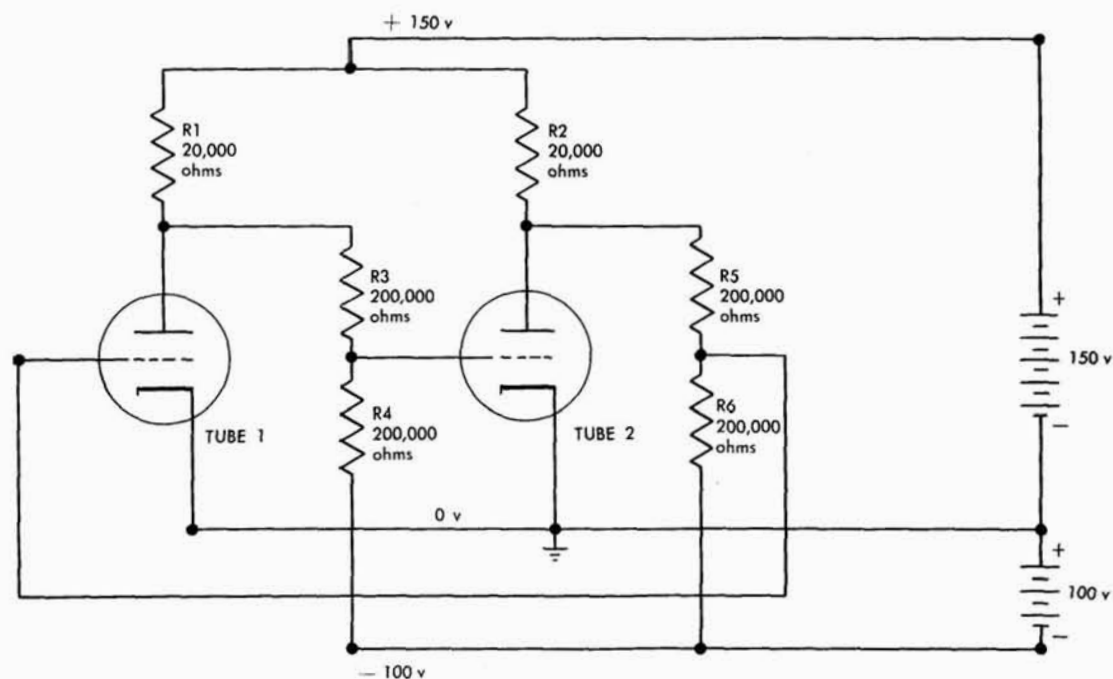 + 150 v
R1
20,000
ohms
R2
20,000
ohms
R3
200,000
ohms
R5
200,000
ohms
+
150 v
−
TUBE 1
R4
200,000
ohms
TUBE 2
R6
200,000
ohms
0 v
+
100 v
−
− 100 v